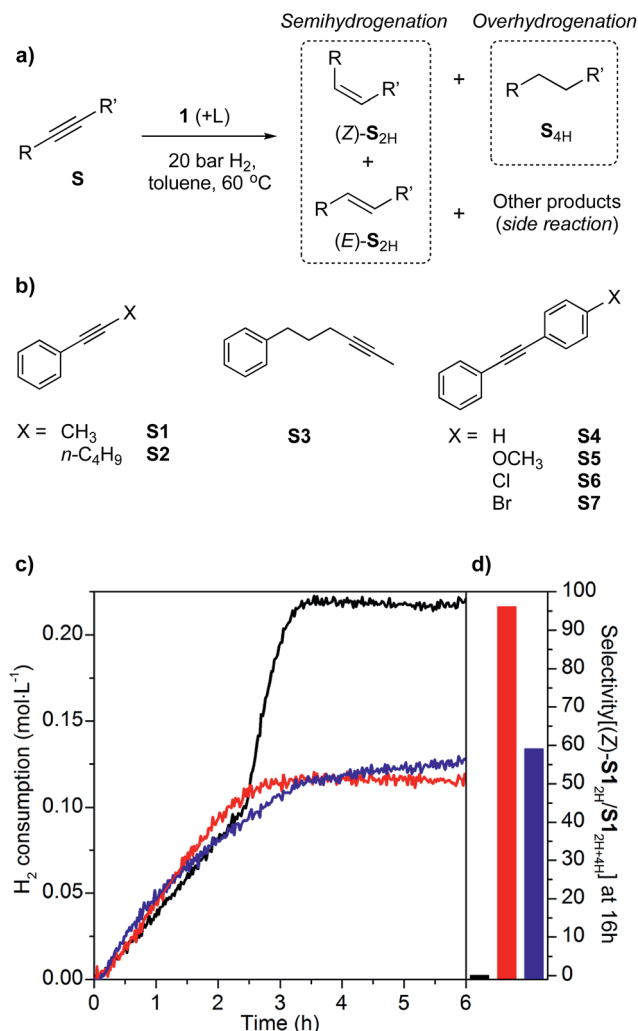 Semihydrogenation
Overhydrogenation
a)
R
R'
S
1 (+L)
20 bar H2,
toluene, 60 ºC
R
R'
(Z)-S2H
+
R
R'
(E)-S2H
+
R
R'
S4H
+
Other products
(side reaction)
b)
X
X = CH3 S1
n-C4H9 S2
S3
X
X = H S4
OCH3 S5
Cl S6
Br S7
c)
H2 consumption (mol·L-1)
0.20
0.15
0.10
0.05
0.00
0 1 2 3 4 5 6
Time (h)
d)
100
90
80
70
60
50
40
30
20
10
0
Selectivity[(Z)-S12H/S12H+4H] at 16h